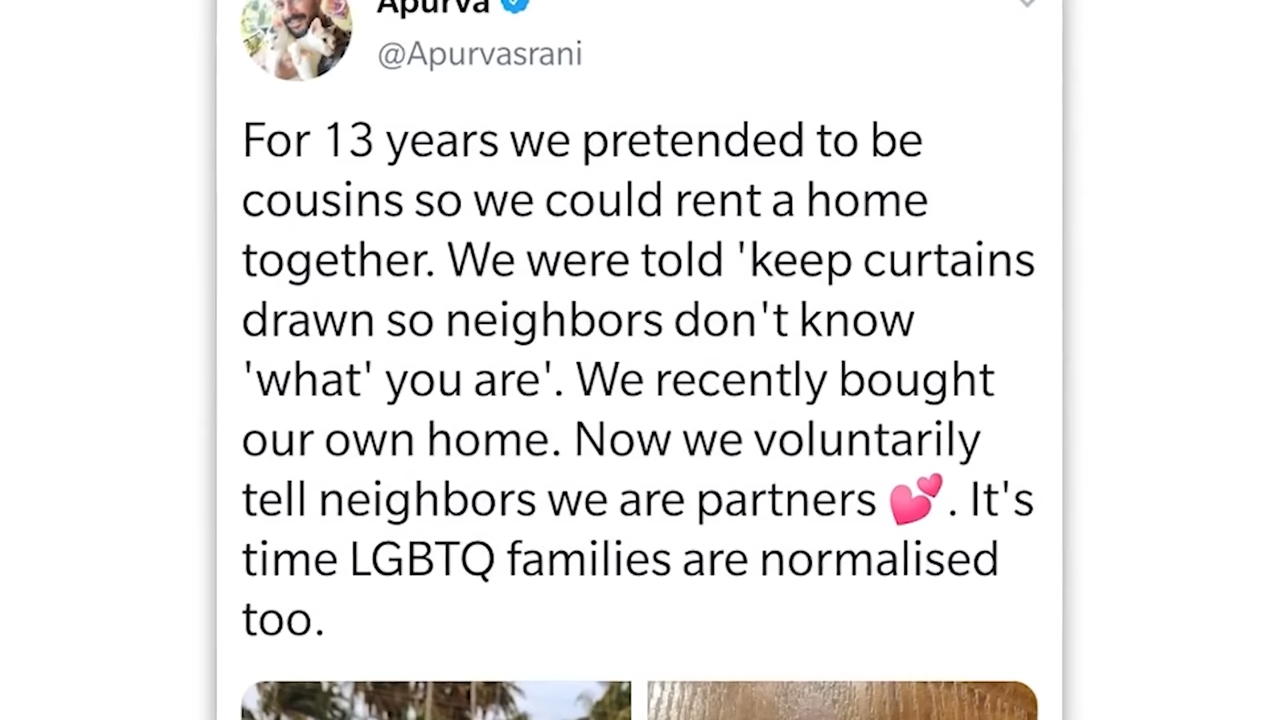 Apurva
@Apurvasrani
For 13 years we pretended to be
cousins so we could rent a home
together. We were told 'keep curtains
drawn so neighbors don't know
'what' you are'. We recently bought
our own home. Now we voluntarily
tell neighbors we are partners 💕. It's
time LGBTQ families are normalised
too.